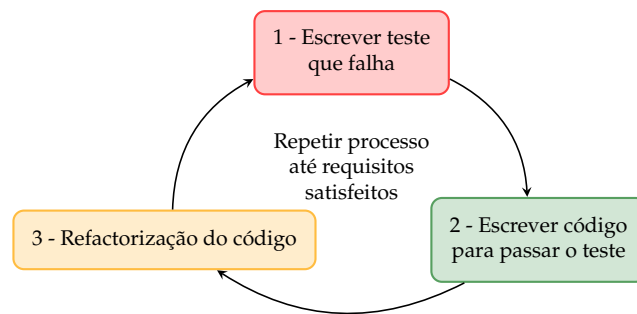 1 - Escrever teste
que falha
Repetir processo
até requisitos
satisfeitos
3 - Refactorização do código
2 - Escrever código
para passar o teste